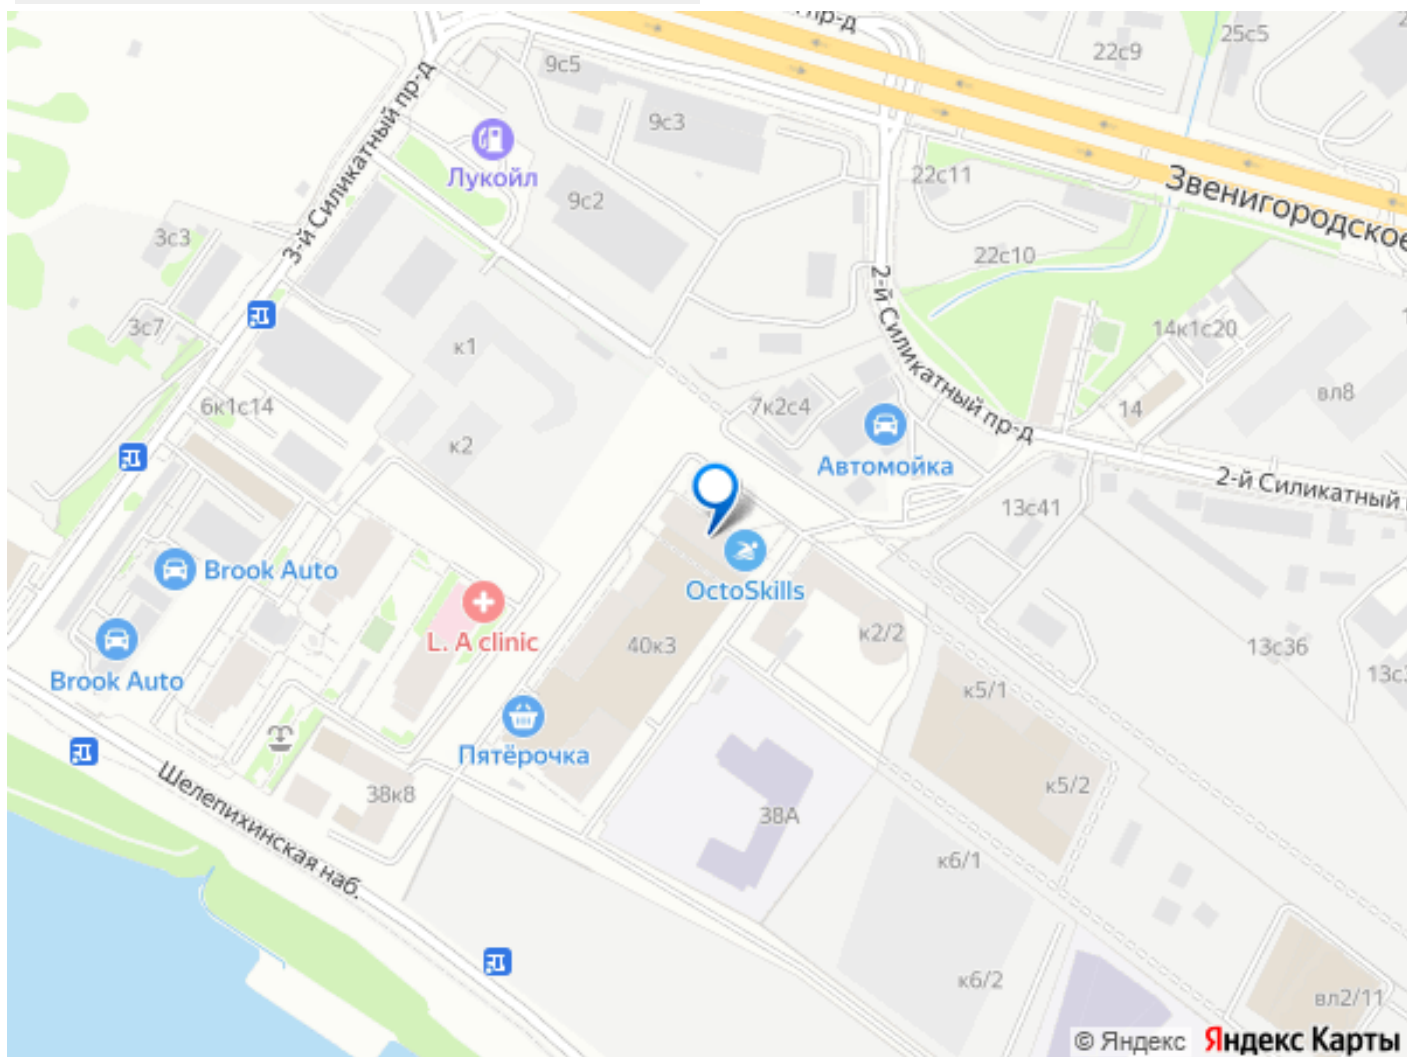 й пр-д
25с5
22с9
9с5
9с3
3-й Силикатный пр-д
Лукойл
22с11
Звенигородское
9с2
3с3
22с10
2-й Силикатный пр-д
3с7
к1
14к1с20
вл8
6к1с14
7к2с4
14
к2
Автомойка
2-й Силикатный
13с41
Brook Auto
OctoSkills
L. A clinic
40к3
к2/2
13с36
Brook Auto
13с3
к5/1
Пятёрочка
к5/2
Шелепихинская наб.
38к8
38А
к6/1
к6/2
вл2/11
© Яндекс Яндекс Карты